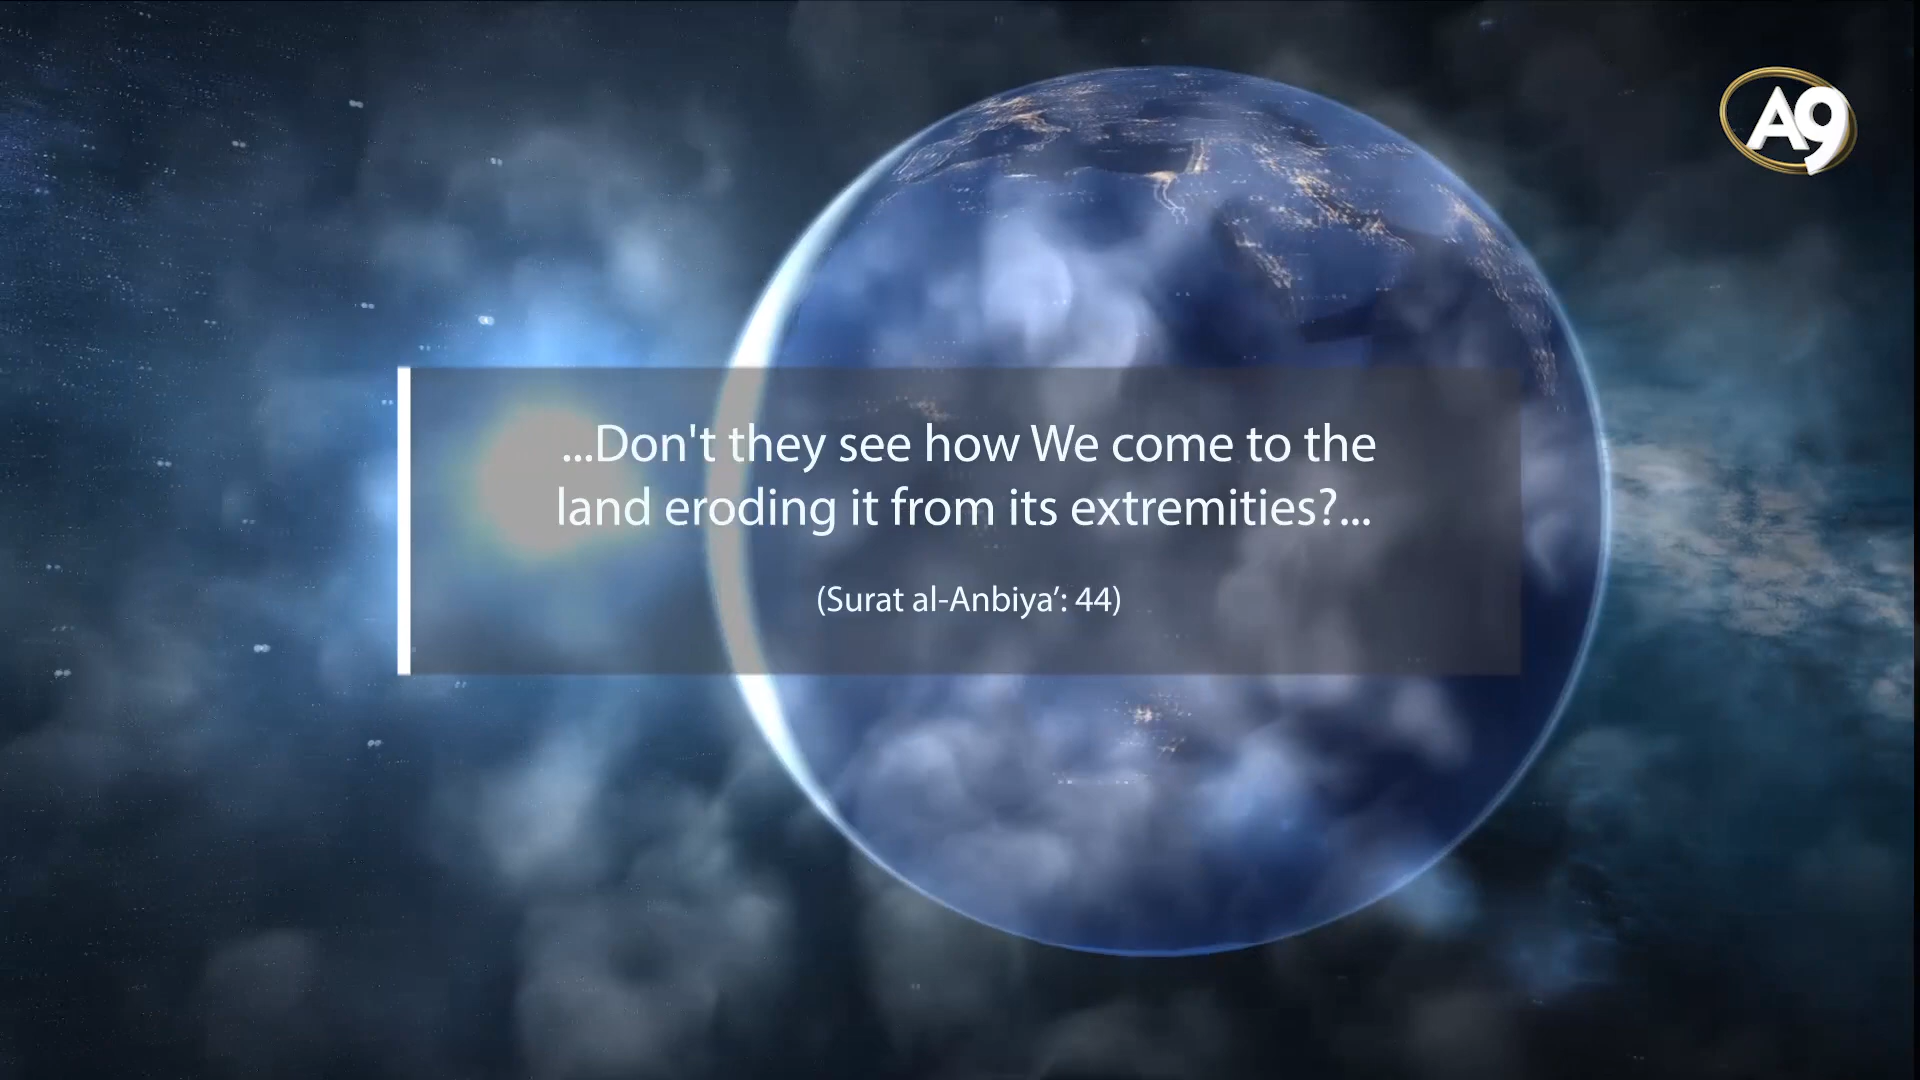 A9
...Don't they see how We come to the
land eroding it from its extremities?...
(Surat al-Anbiya’: 44)